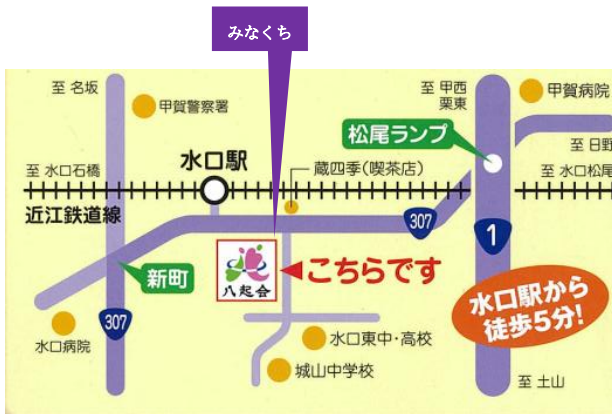 みなくち
至 名坂
甲賀警察署
至 甲西
栗東
甲賀病院
松尾ランプ
至 日野
水口駅
至 水口石橋
蔵四季(喫茶店)
至 水口松尾
近江鉄道線
307
1
新町
八起会
こちらです
水口駅から
徒歩5分!
307
水口病院
水口東中・高校
城山中学校
至 土山